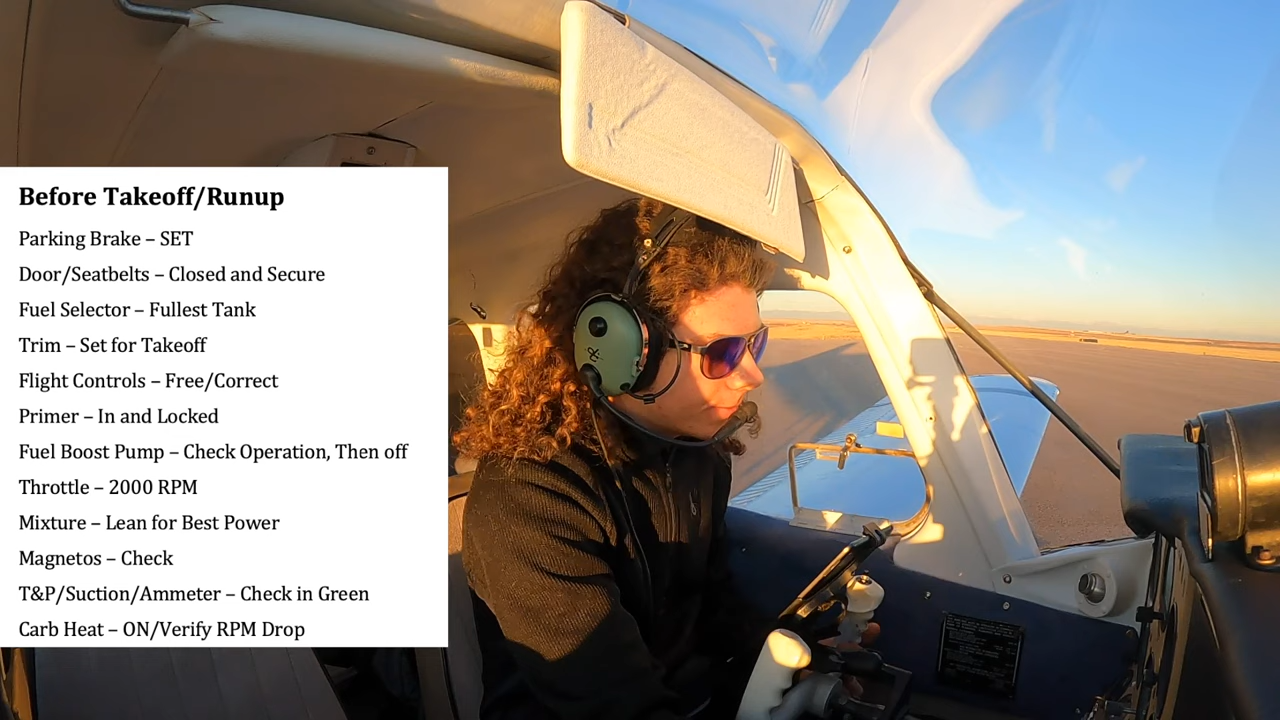 Before Takeoff/Runup
Parking Brake – SET
Door/Seatbelts – Closed and Secure
Fuel Selector – Fullest Tank
Trim – Set for Takeoff
Flight Controls – Free/Correct
Primer – In and Locked
Fuel Boost Pump – Check Operation, Then off
Throttle – 2000 RPM
Mixture – Lean for Best Power
Magnetos – Check
T&P/Suction/Ammeter – Check in Green
Carb Heat – ON/Verify RPM Drop